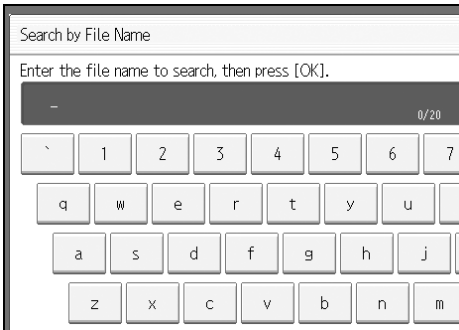 Search by File Name
Enter the file name to search, then press [OK].
_
0/20
` 1 2 3 4 5 6 7
q w e r t y u
a s d f g h j
z x c v b n m